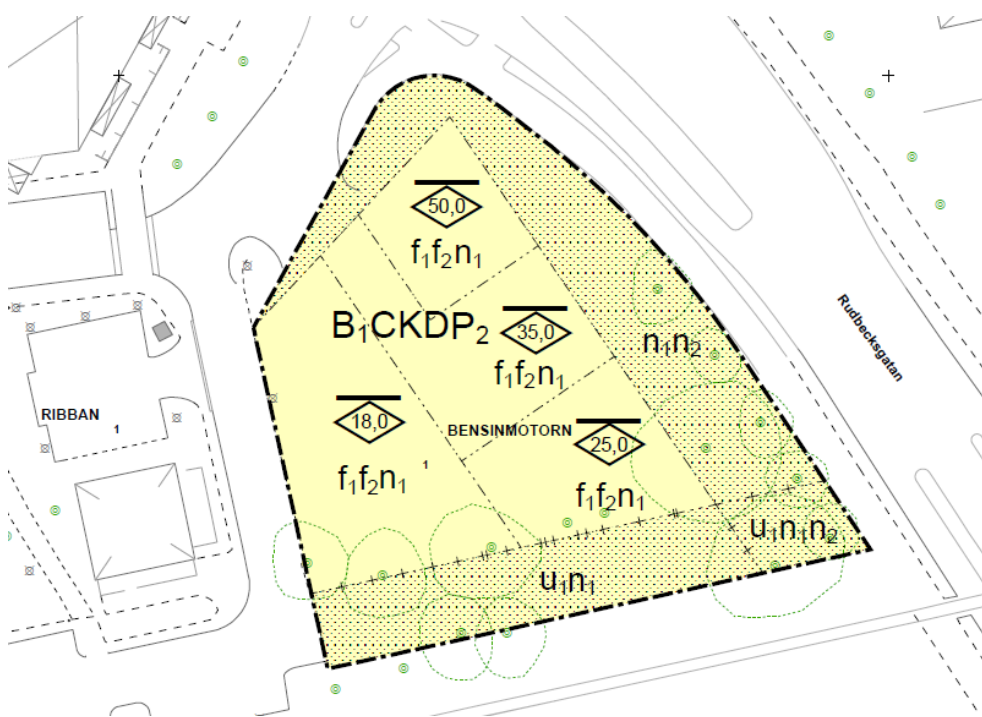 50,0
f₁f₂n₁
B₁CKDP₂
35,0
f₁f₂n₁
n₁n₂
Rudbecksgatan
RIBBAN
1
18,0
f₁f₂n₁
1
BENSINMOTORN
25,0
f₁f₂n₁
u₁n₁n₂
u₁n₁